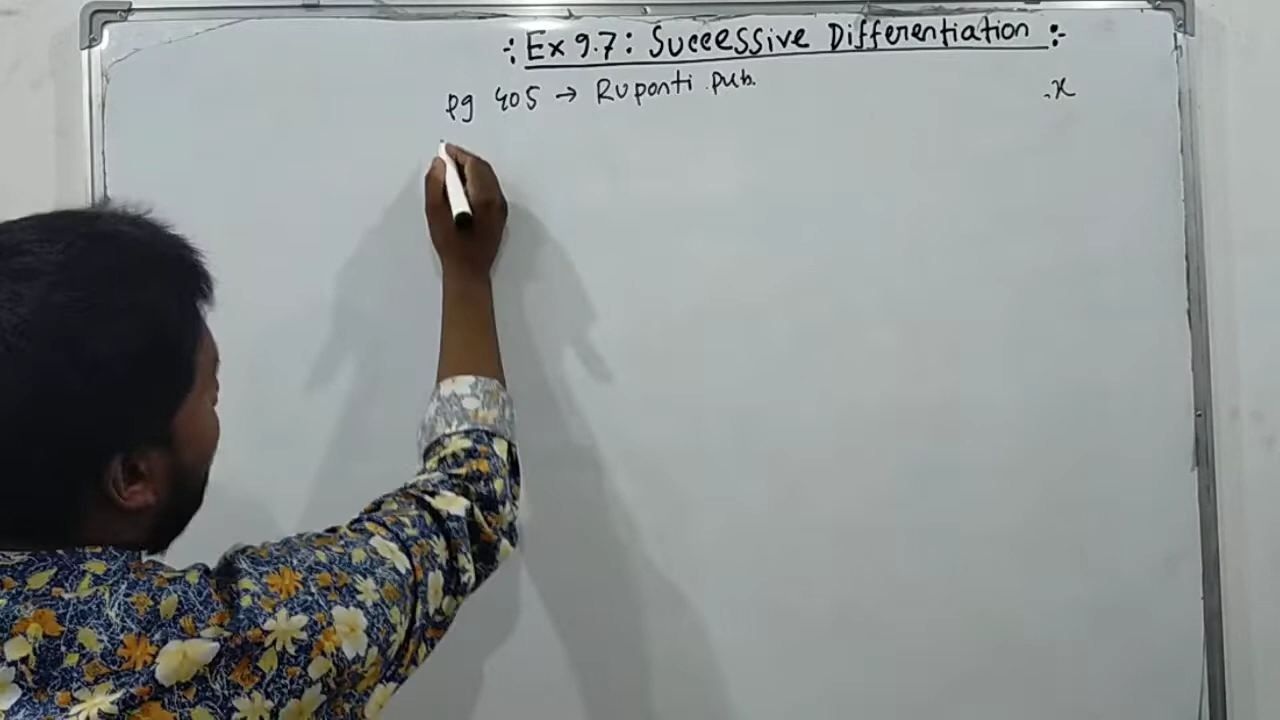 :- Ex 9.7: Successive Differentiation :-
pg 405 → Ruponti pub.
.x